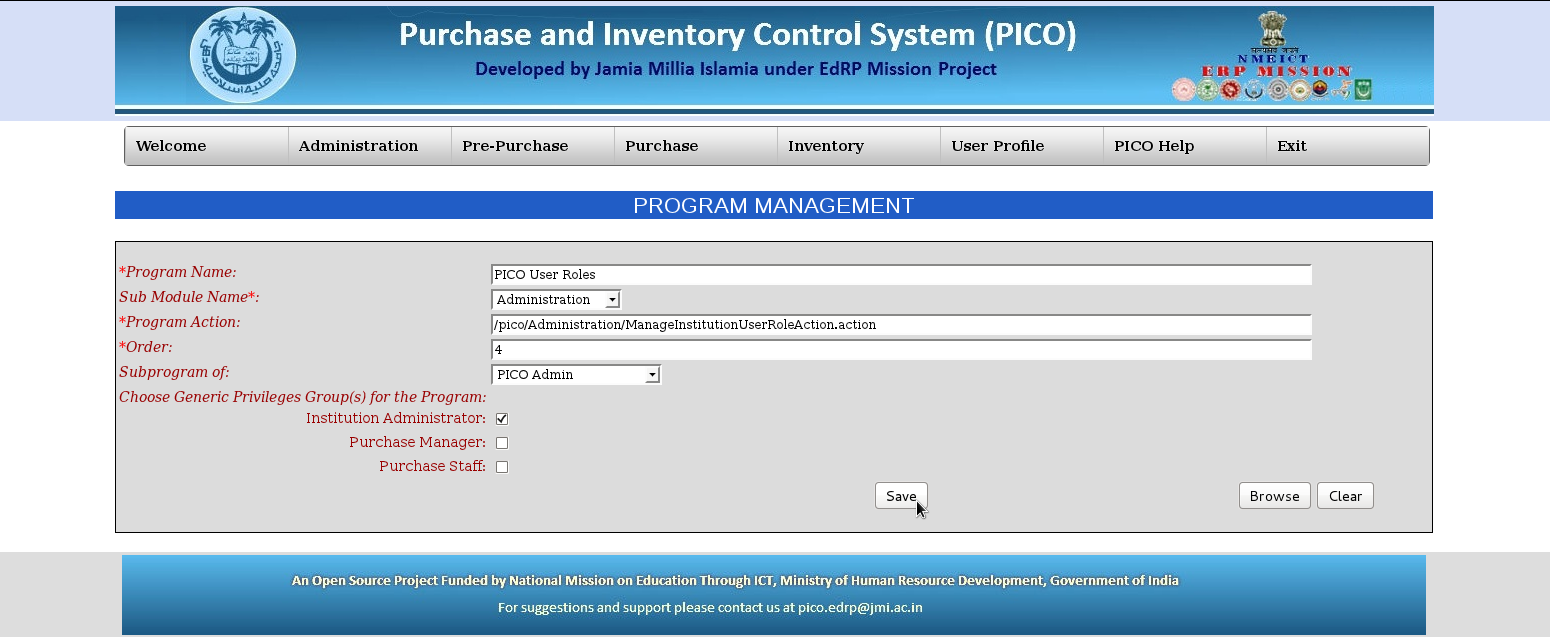 Purchase and Inventory Control System (PICO)
Developed by Jamia Millia Islamia under EdRP Mission Project
NMEICT
ERP MISSION
Welcome Administration Pre-Purchase Purchase Inventory User Profile PICO Help Exit
PROGRAM MANAGEMENT
*Program Name: PICO User Roles
Sub Module Name*: Administration
*Program Action: /pico/Administration/ManageInstitutionUserRoleAction.action
*Order: 4
Subprogram of: PICO Admin
Choose Generic Privileges Group(s) for the Program:
Institution Administrator:
Purchase Manager:
Purchase Staff:
Save Browse Clear
An Open Source Project Funded by National Mission on Education Through ICT, Ministry of Human Resource Development, Government of India
For suggestions and support please contact us at pico.edrp@jmi.ac.in